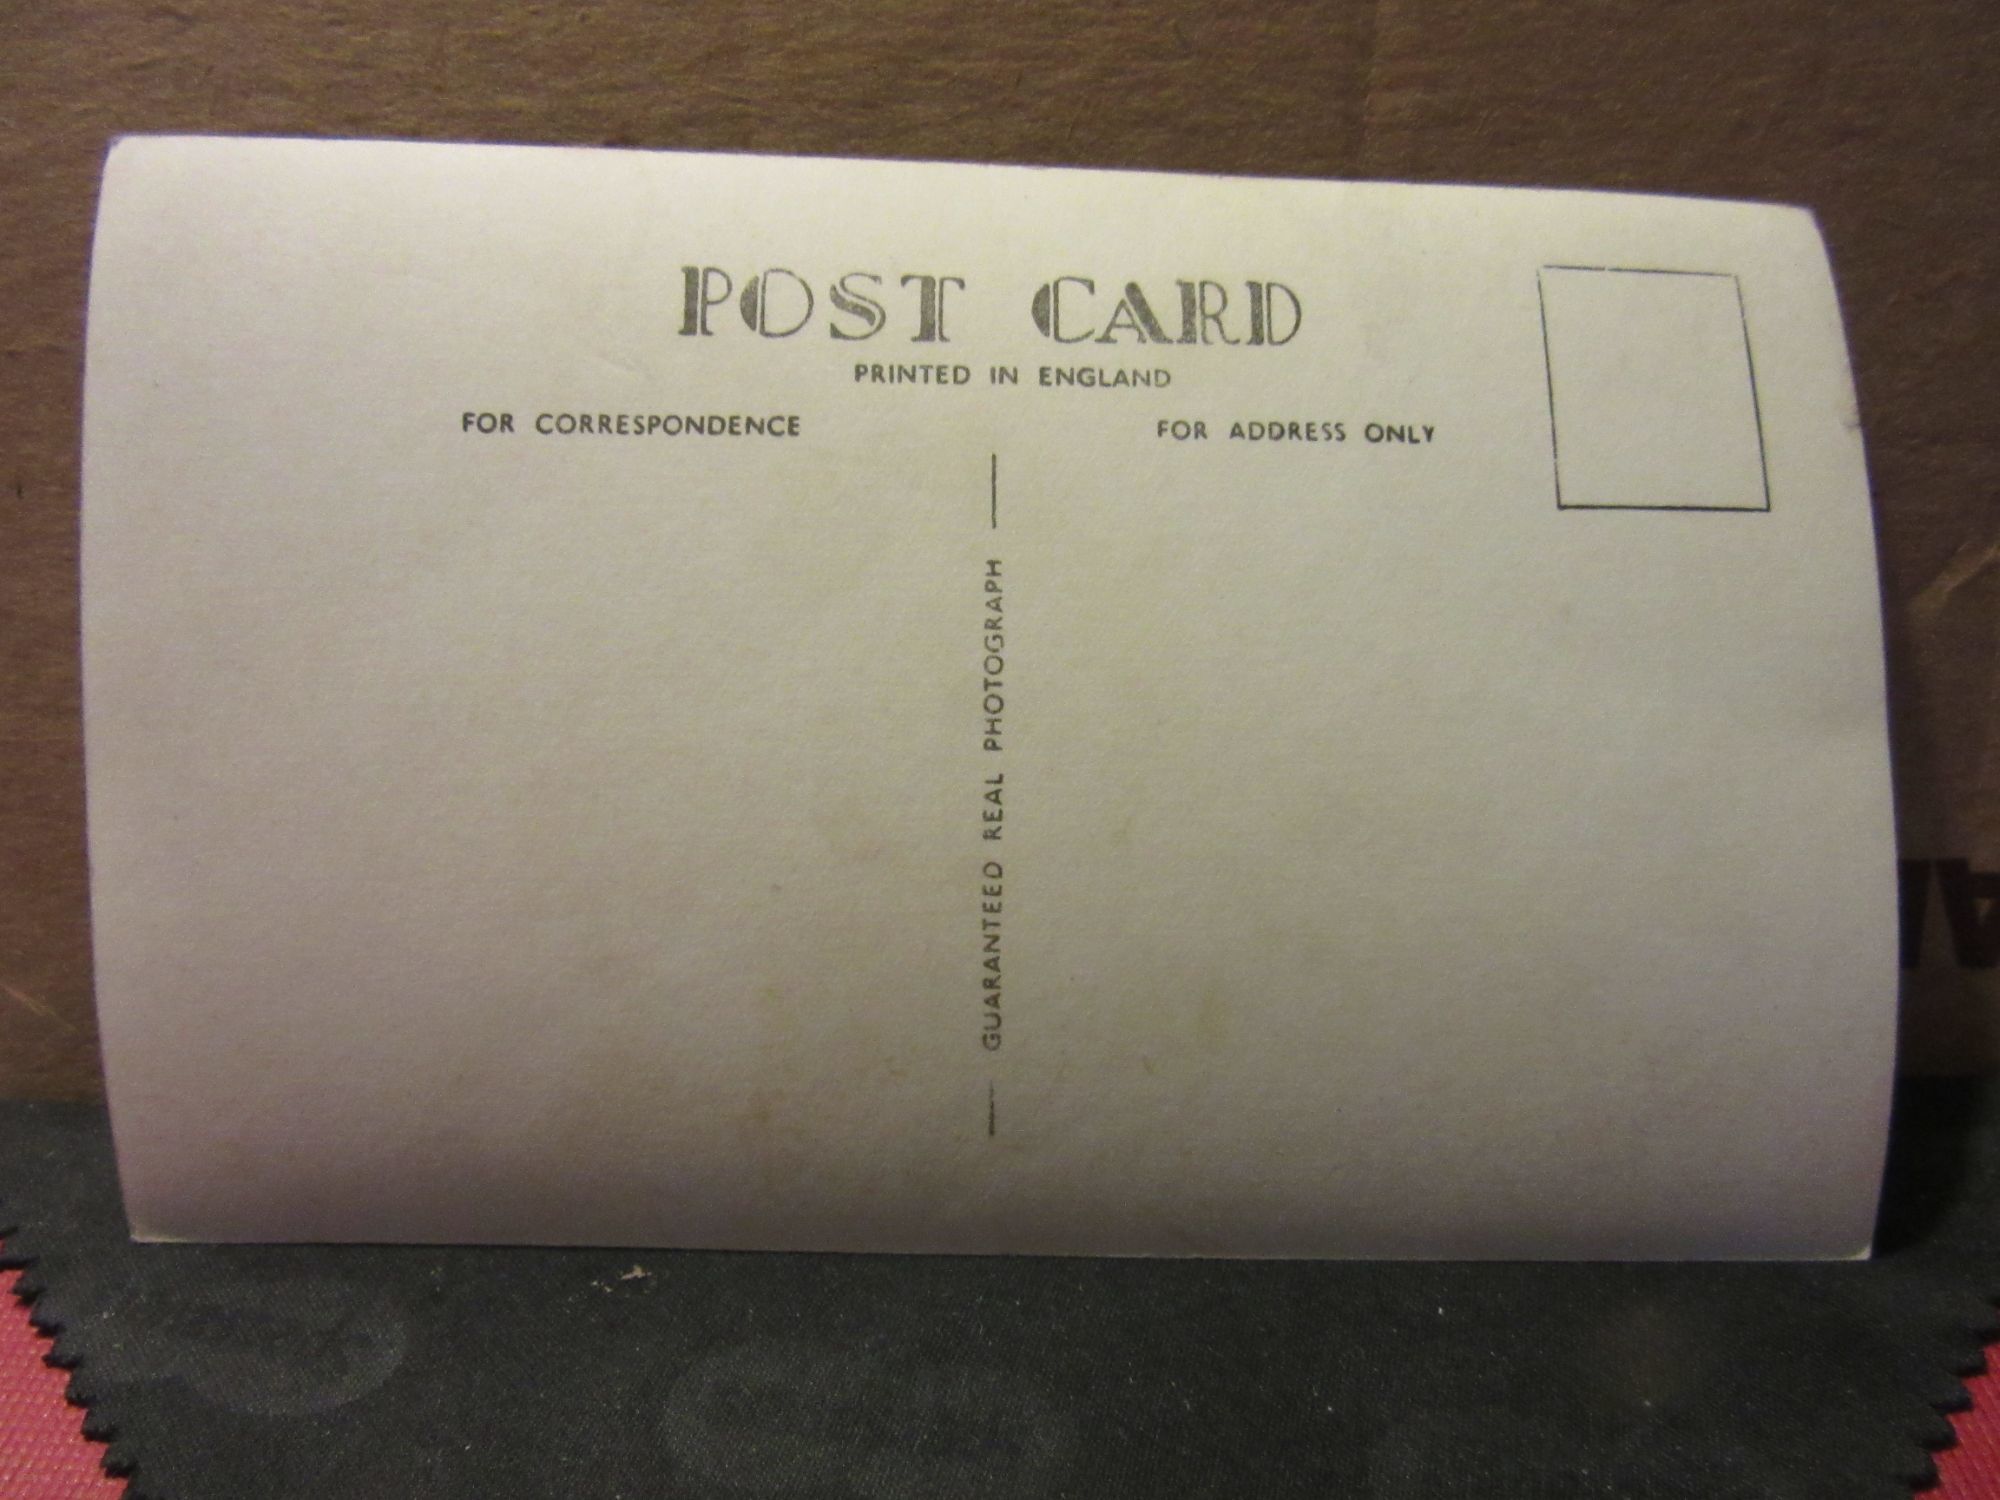 POST CARD
PRINTED IN ENGLAND
FOR CORRESPONDENCE
FOR ADDRESS ONLY
GUARANTEED REAL PHOTOGRAPH